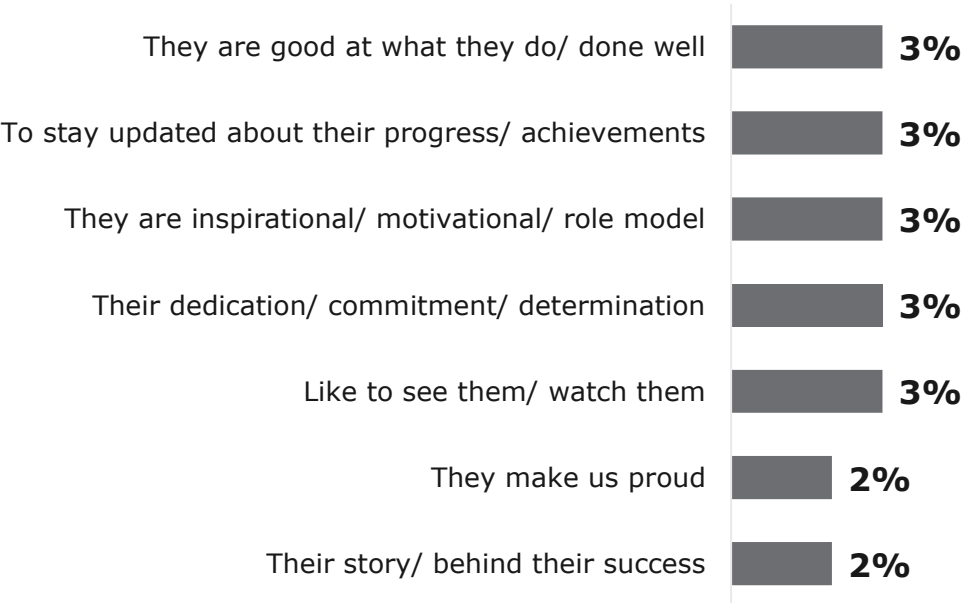 They are good at what they do/ done well 3%
To stay updated about their progress/ achievements 3%
They are inspirational/ motivational/ role model 3%
Their dedication/ commitment/ determination 3%
Like to see them/ watch them 3%
They make us proud 2%
Their story/ behind their success 2%